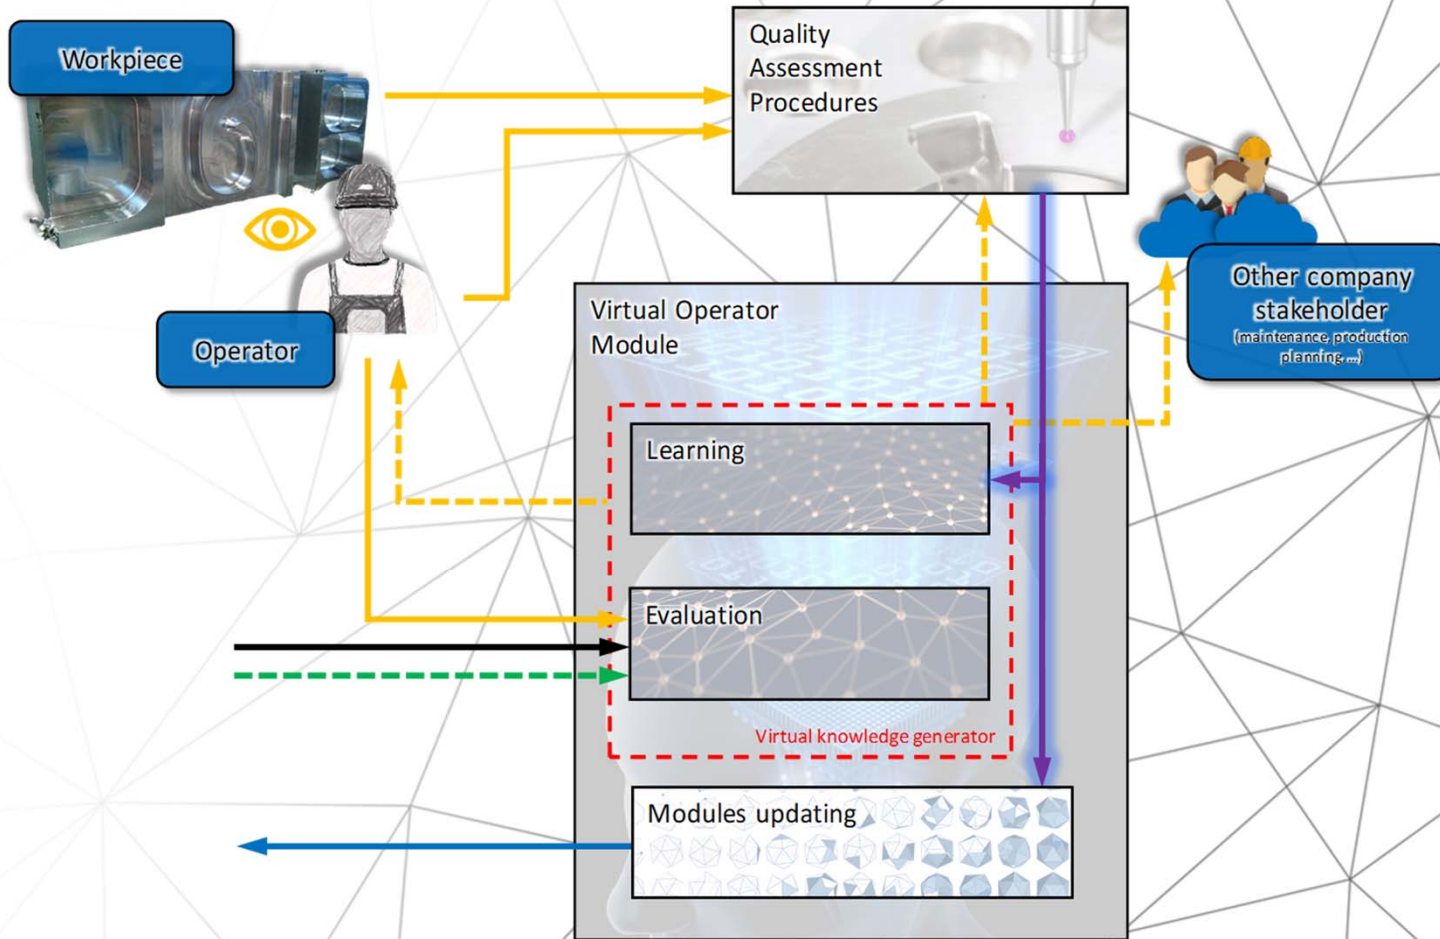 Workpiece
Quality
Assessment
Procedures
Other company
stakeholder
(maintenance, production
planning, ...)
Operator
Virtual Operator
Module
Learning
Evaluation
Virtual knowledge generator
Modules updating